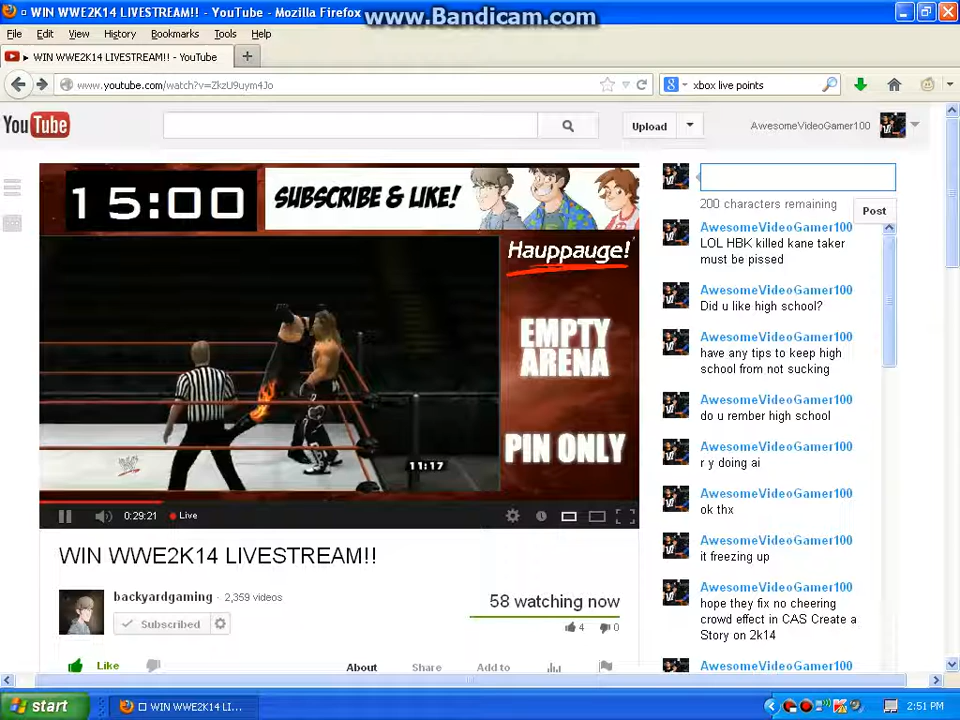 WIN WWE2K14 LIVESTREAM!! - YouTube - Mozilla Firefox
www.Bandicam.com
File Edit View History Bookmarks Tools Help
WIN WWE2K14 LIVESTREAM!! - YouTube
www.youtube.com/watch?v=ZkzU9uym4Jo
xbox live points
YouTube
Upload
AwesomeVideoGamer100
15:00
SUBSCRIBE & LIKE!
Hauppauge!
EMPTY
ARENA
PIN ONLY
11:17
0:29:21 Live
WIN WWE2K14 LIVESTREAM!!
backyardgaming · 2,359 videos
Subscribed
58 watching now
4 0
Like
About Share Add to
200 characters remaining
Post
AwesomeVideoGamer100
LOL HBK killed kane taker
must be pissed
AwesomeVideoGamer100
Did u like high school?
AwesomeVideoGamer100
have any tips to keep high
school from not sucking
AwesomeVideoGamer100
do u rember high school
AwesomeVideoGamer100
r y doing ai
AwesomeVideoGamer100
ok thx
AwesomeVideoGamer100
it freezing up
AwesomeVideoGamer100
hope they fix no cheering
crowd effect in CAS Create a
Story on 2k14
AwesomeVideoGamer100
start
WIN WWE2K14 LI...
2:51 PM